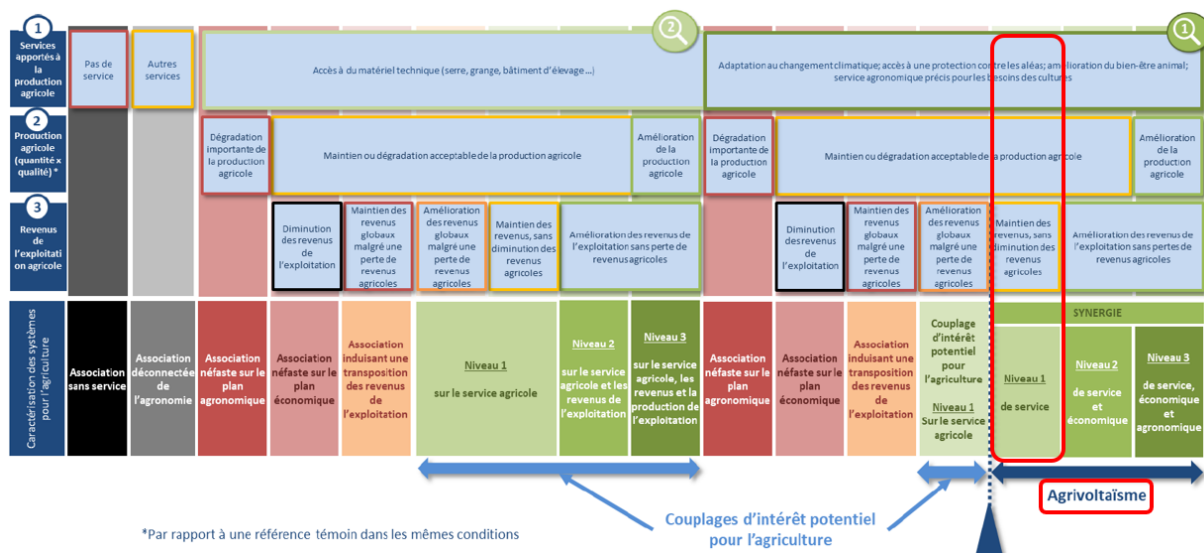 1
Services
apportés à
la
production
agricole
Pas de
service
Autres
services
Accès à du matériel technique (serre, grange, bâtiment d'élevage ...)
2
Adaptation au changement climatique; accès à une protection contre les aléas; amélioration du bien-être animal;
service agronomique précis pour les besoins des cultures
1
2
Production
agricole
(quantité x
qualité) *
Dégradation
importante de
la production
agricole
Maintien ou dégradation acceptable de la production agricole
Amélioration
de la
production
agricole
Dégradation
importante de
la production
agricole
Maintien ou dégradation acceptable de la production agricole
Amélioration
de la
production
agricole
3
Revenus
de
l'exploitati
on agricole
Diminution
des revenus
de
l'exploitation
Maintien des
revenus
globaux
malgré une
perte de
revenus
agricoles
Amélioration
des revenus
globaux
malgré une
perte de
revenus
agricoles
Maintien des
revenus, sans
diminution des
revenus
agricoles
Amélioration des revenus de
l'exploitation sans perte de
revenus agricoles
Diminution
des revenus
de
l'exploitation
Maintien des
revenus
globaux
malgré une
perte de
revenus
agricoles
Amélioration
des revenus
globaux
malgré une
perte de
revenus
agricoles
Maintien des
revenus, sans
diminution des
revenus
agricoles
Amélioration des revenus de
l'exploitation sans pertes de
revenus agricoles
Caractérisation des systèmes
pour l'agriculture
Association
sans service
Association
déconnectée
de
l'agronomie
Association
néfaste sur le
plan
agronomique
Association
néfaste sur le
plan
économique
Association
induisant une
transposition
des revenus
de
l'exploitation
Niveau 1
sur le service agricole
Niveau 2
sur le service
agricole et les
revenus de
l'exploitation
Niveau 3
sur le service
agricole, les
revenus et la
production de
l'exploitation
Association
néfaste sur le
plan
agronomique
Association
néfaste sur le
plan
économique
Association
induisant une
transposition
des revenus
de
l'exploitation
Couplage
d'intérêt
potentiel
pour
l'agriculture
Niveau 1
Sur le service
agricole
SYNERGIE
Niveau 1
de service
Niveau 2
de service
et
économique
Niveau 3
de service,
économique
et
agronomique
Agrivoltaïsme
Couplages d'intérêt potentiel
pour l'agriculture
*Par rapport à une référence témoin dans les mêmes conditions